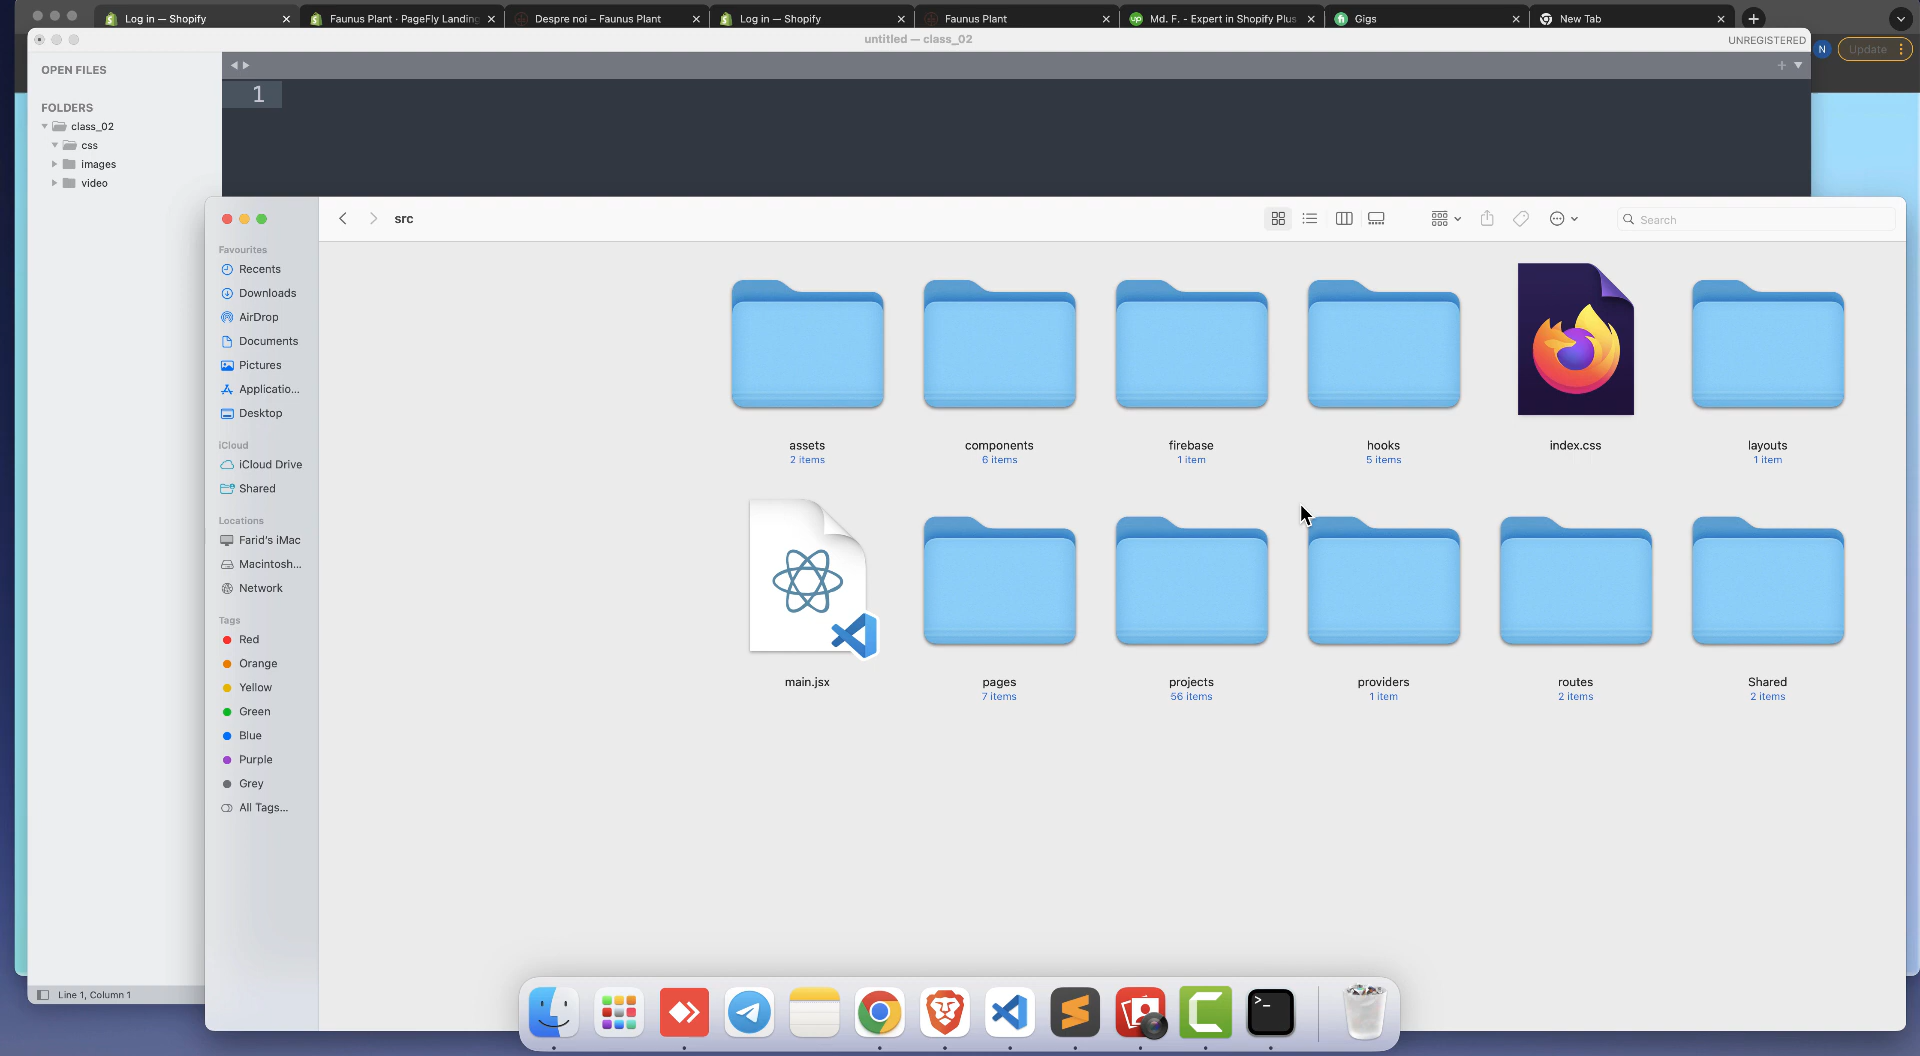 Log in — Shopify
Faunus Plant · PageFly Landing
Despre noi – Faunus Plant
Log in — Shopify
Faunus Plant
Md. F. - Expert in Shopify Plus
Gigs
New Tab
untitled — class_02
UNREGISTERED
N
Update
OPEN FILES
FOLDERS
class_02
css
images
video
1
src
Search
Favourites
Recents
Downloads
AirDrop
Documents
Pictures
Applicatio...
Desktop
iCloud
iCloud Drive
Shared
Locations
Farid's iMac
Macintosh...
Network
Tags
Red
Orange
Yellow
Green
Blue
Purple
Grey
All Tags...
assets
2 items
components
6 items
firebase
1 item
hooks
5 items
index.css
layouts
1 item
main.jsx
pages
7 items
projects
56 items
providers
1 item
routes
2 items
Shared
2 items
Line 1, Column 1